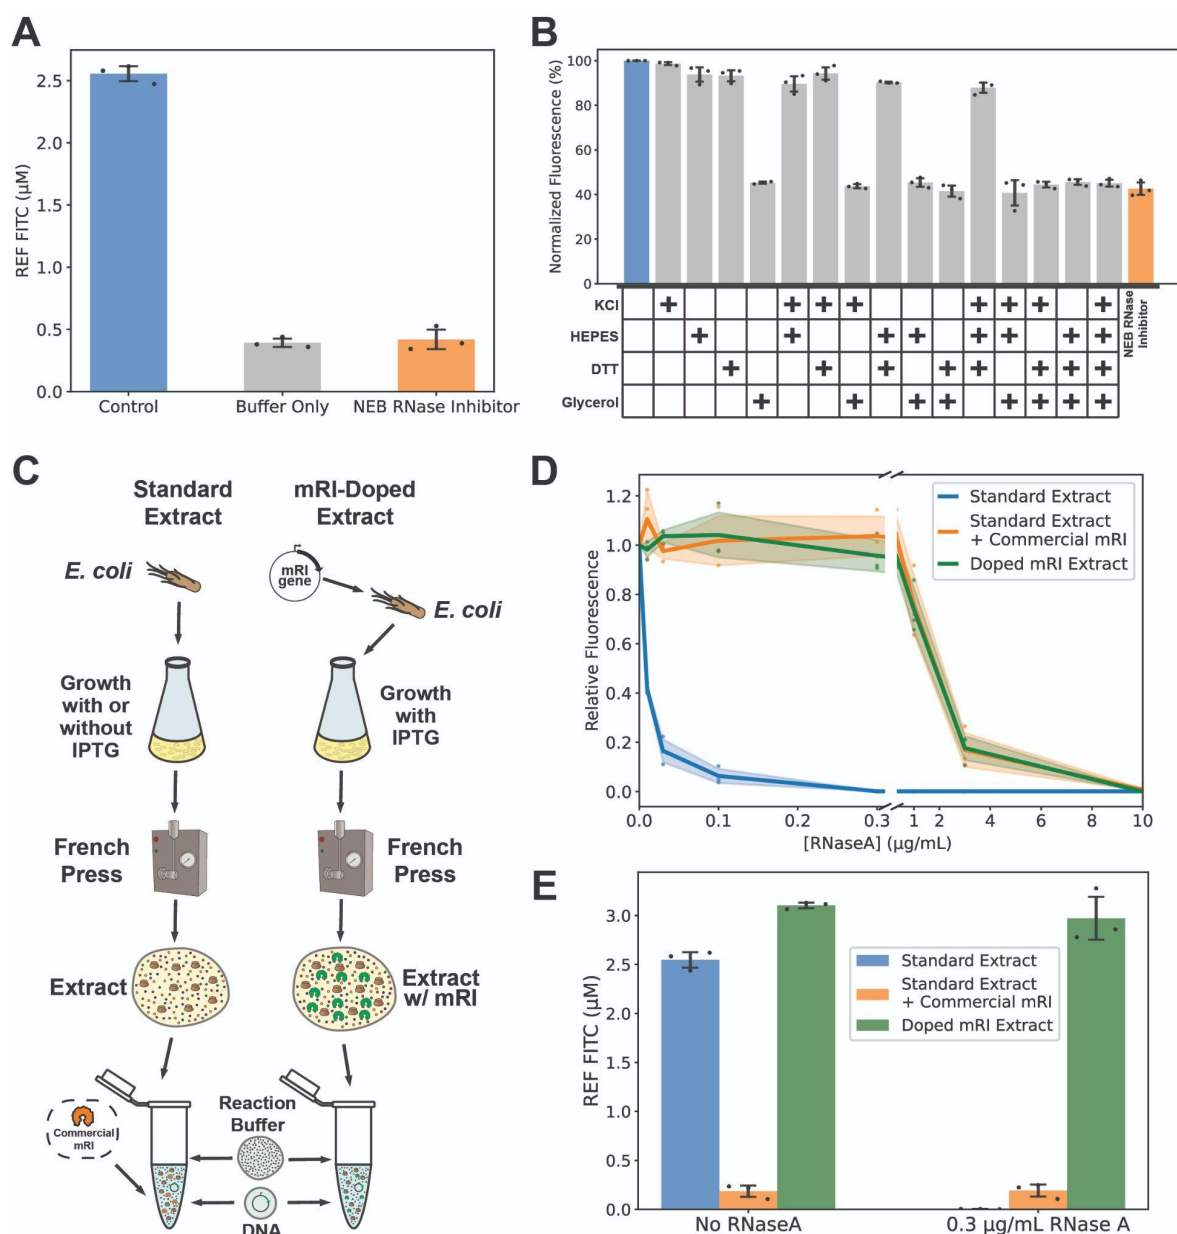 A
REF FITC (µM)
2.5
2.0
1.5
1.0
0.5
0.0
Control
Buffer Only
NEB RNase Inhibitor
B
Normalized Fluorescence (%)
100
80
60
40
20
0
KCl
+ + + + + + + +
HEPES
+ + + + + + + +
DTT
+ + + + + + + +
Glycerol
+ + + + + + + +
NEB RNase
Inhibitor
C
Standard
Extract
mRI-Doped
Extract
E. coli
mRI
gene
E. coli
Growth
with or
without
IPTG
Growth
with
IPTG
French
Press
French
Press
Extract
Extract
w/ mRI
Commercial
mRI
Reaction
Buffer
DNA
D
Relative Fluorescence
1.2
1.0
0.8
0.6
0.4
0.2
0.0
Standard Extract
Standard Extract
+ Commercial mRI
Doped mRI Extract
0.0 0.1 0.2 0.3 1 2 4 6 8 10
[RNaseA] (µg/mL)
E
REF FITC (µM)
3.0
2.5
2.0
1.5
1.0
0.5
0.0
Standard Extract
Standard Extract
+ Commercial mRI
Doped mRI Extract
No RNaseA
0.3 µg/mL RNase A